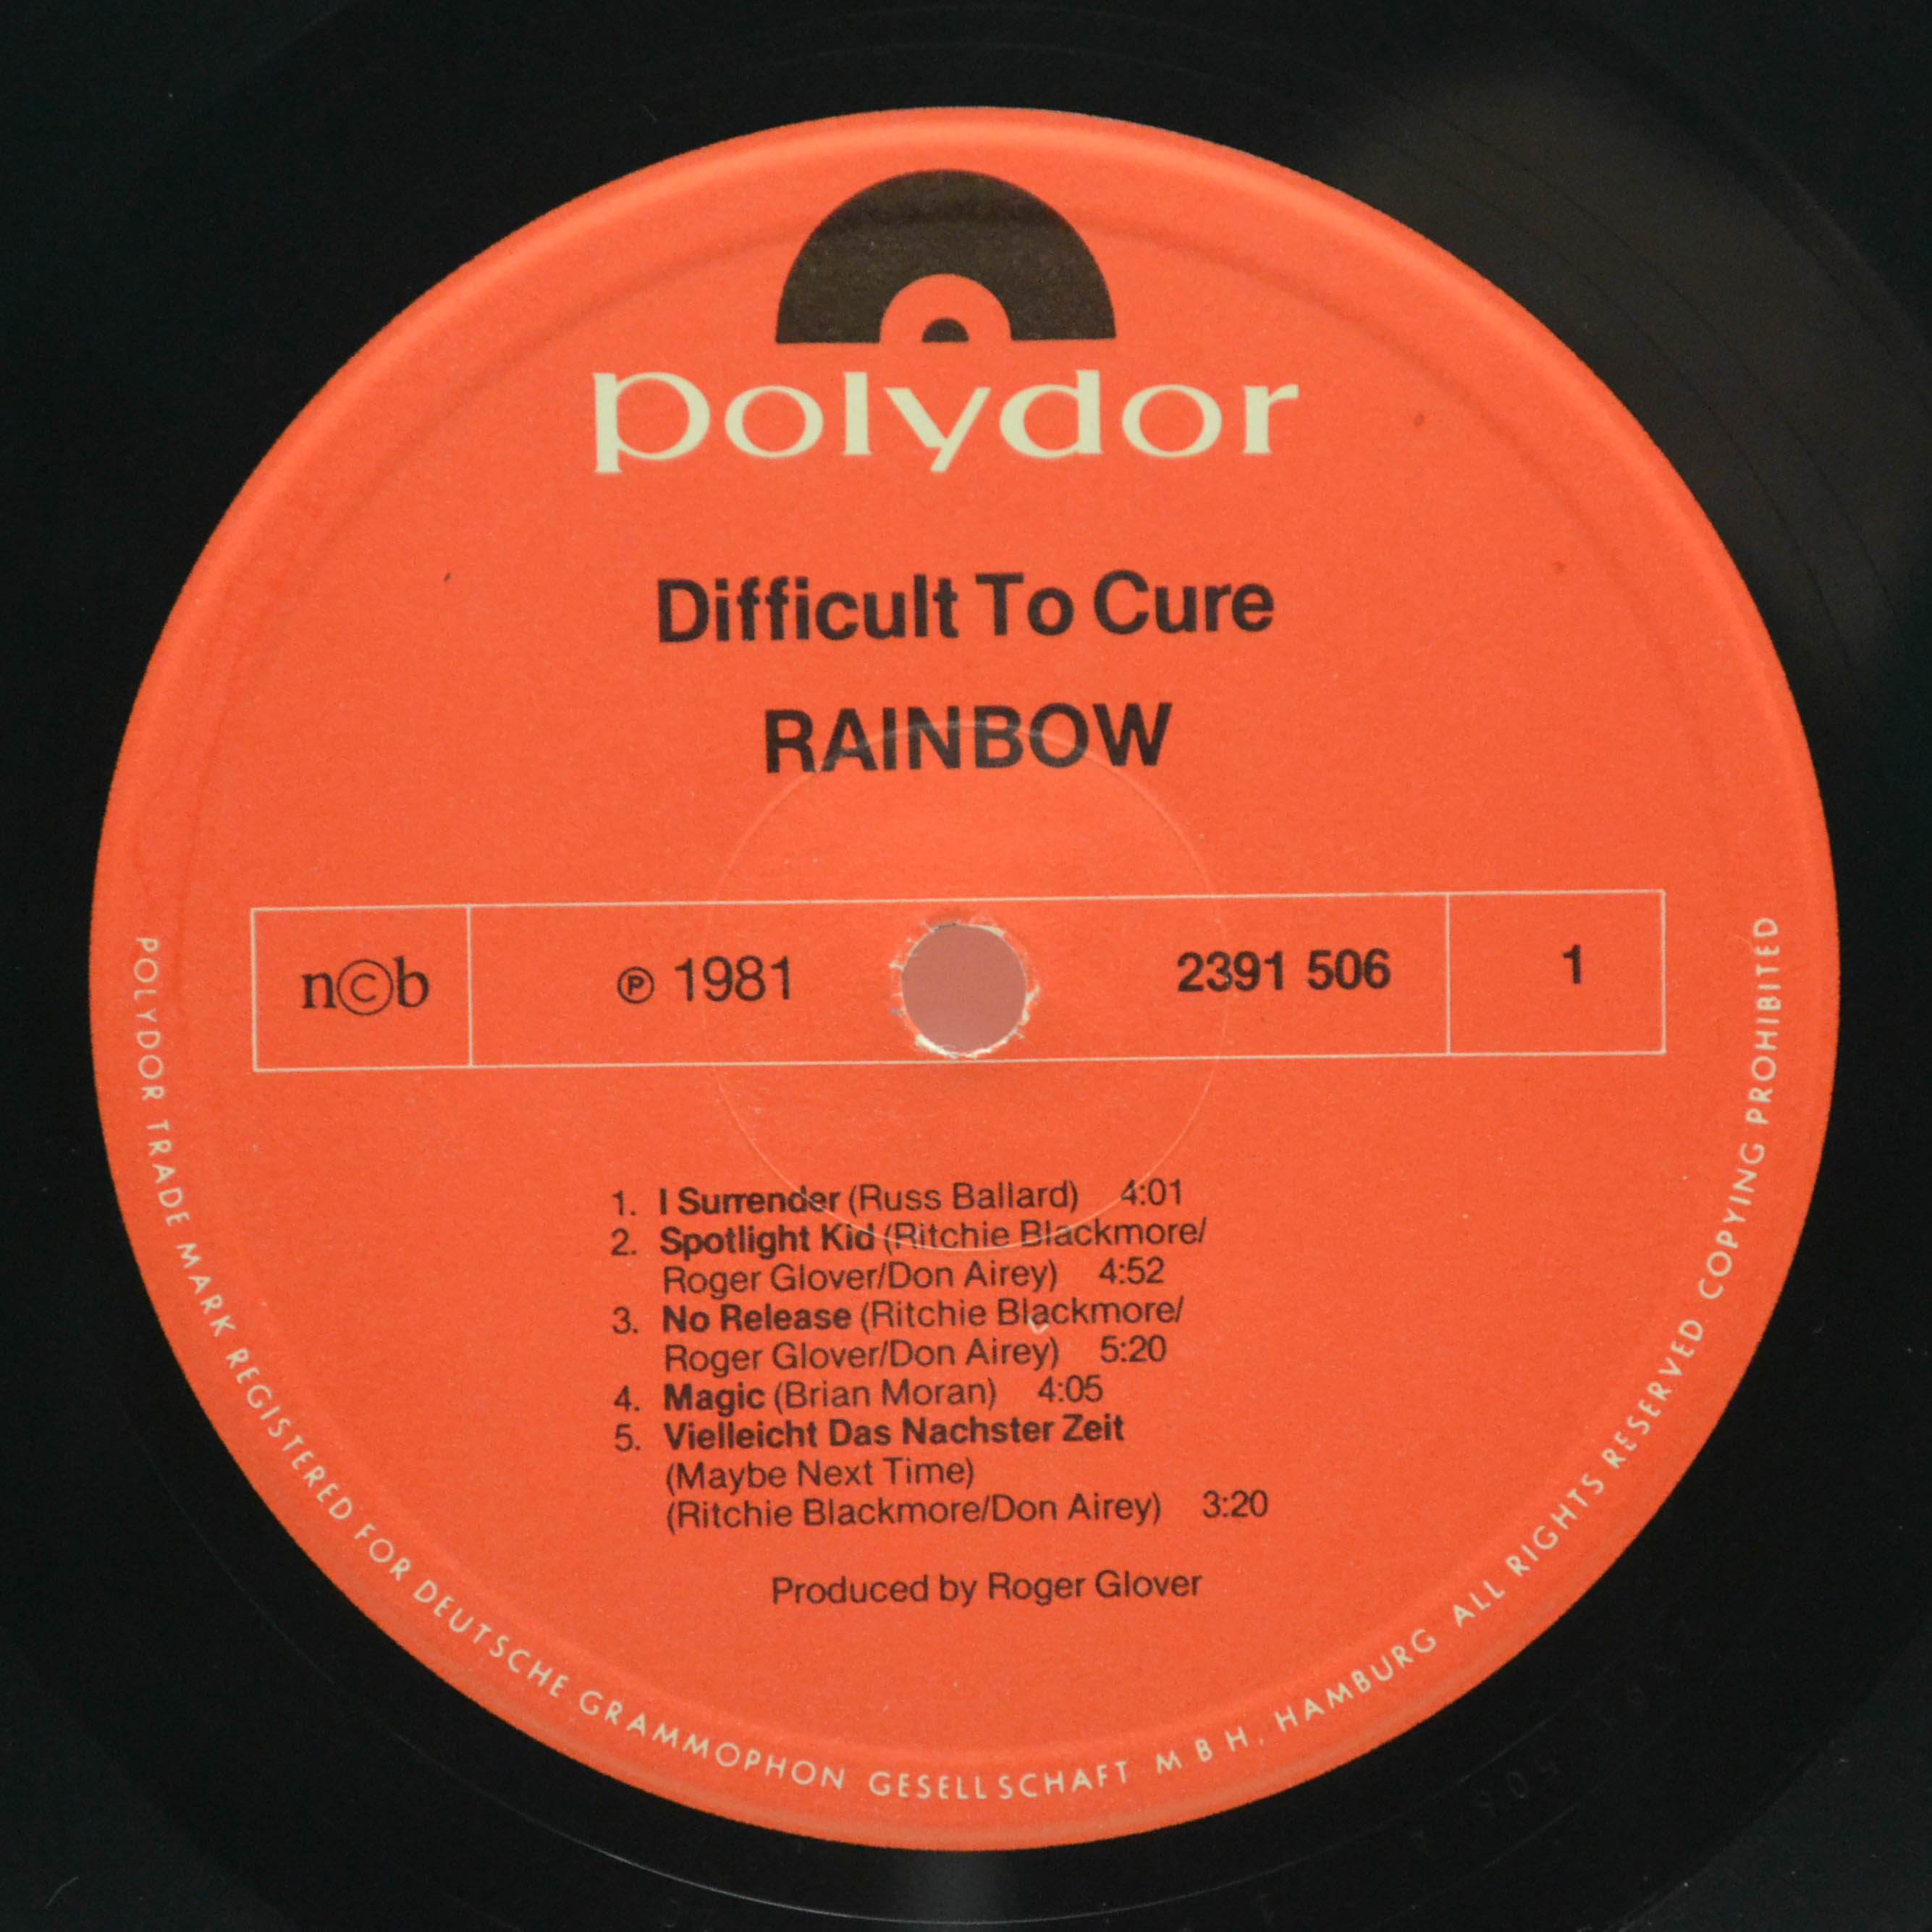 polydor
Difficult To Cure
RAINBOW
n©b ℗ 1981 2391 506 1
1. I Surrender (Russ Ballard) 4:01
2. Spotlight Kid (Ritchie Blackmore/
Roger Glover/Don Airey) 4:52
3. No Release (Ritchie Blackmore/
Roger Glover/Don Airey) 5:20
4. Magic (Brian Moran) 4:05
5. Vielleicht Das Nachster Zeit
(Maybe Next Time)
(Ritchie Blackmore/Don Airey) 3:20
Produced by Roger Glover
POLYDOR TRADE MARK REGISTERED FOR DEUTSCHE GRAMMOPHON GESELLSCHAFT M B H, HAMBURG ALL RIGHTS RESERVED. COPYING PROHIBITED